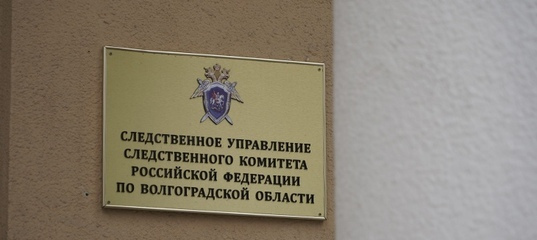 СЛЕДСТВЕННОЕ УПРАВЛЕНИЕ
СЛЕДСТВЕННОГО КОМИТЕТА
РОССИЙСКОЙ ФЕДЕРАЦИИ
ПО ВОЛГОГРАДСКОЙ ОБЛАСТИ